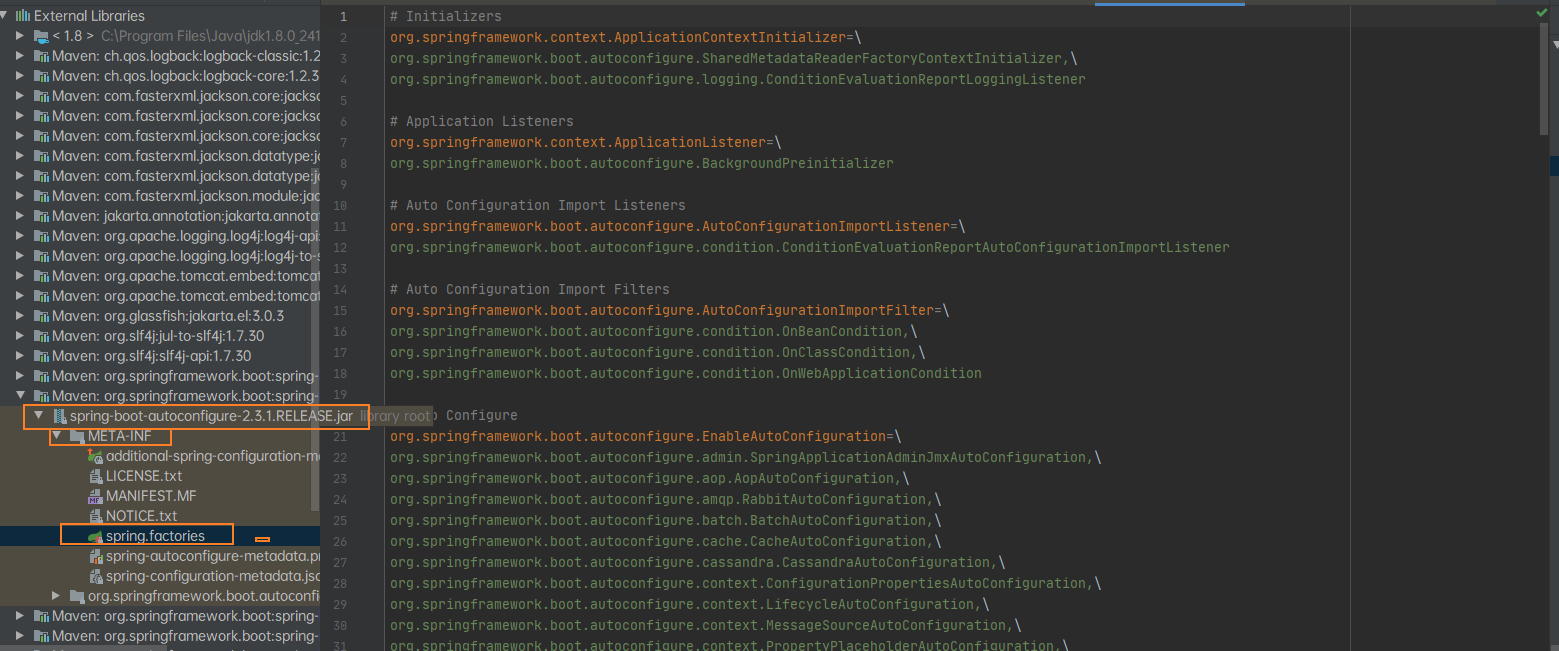 External Libraries
< 1.8 > C:\Program Files\Java\jdk1.8.0_241
Maven: ch.qos.logback:logback-classic:1.2
Maven: ch.qos.logback:logback-core:1.2.3
Maven: com.fasterxml.jackson.core:jackso
Maven: com.fasterxml.jackson.core:jackso
Maven: com.fasterxml.jackson.core:jackso
Maven: com.fasterxml.jackson.datatype:ja
Maven: com.fasterxml.jackson.datatype:ja
Maven: com.fasterxml.jackson.module:jac
Maven: jakarta.annotation:jakarta.annota
Maven: org.apache.logging.log4j:log4j-api:
Maven: org.apache.logging.log4j:log4j-to-s
Maven: org.apache.tomcat.embed:tomcat
Maven: org.apache.tomcat.embed:tomcat
Maven: org.glassfish:jakarta.el:3.0.3
Maven: org.slf4j:jul-to-slf4j:1.7.30
Maven: org.slf4j:slf4j-api:1.7.30
Maven: org.springframework.boot:spring-
Maven: org.springframework.boot:spring-
spring-boot-autoconfigure-2.3.1.RELEASE.jar library root
META-INF
additional-spring-configuration-me
LICENSE.txt
MANIFEST.MF
NOTICE.txt
spring.factories
spring-autoconfigure-metadata.pr
spring-configuration-metadata.jso
org.springframework.boot.autoconfi
Maven: org.springframework.boot:spring-
Maven: org.springframework.boot:spring-
1 # Initializers
2 org.springframework.context.ApplicationContextInitializer=\
3 org.springframework.boot.autoconfigure.SharedMetadataReaderFactoryContextInitializer,\
4 org.springframework.boot.autoconfigure.logging.ConditionEvaluationReportLoggingListener
5
6 # Application Listeners
7 org.springframework.context.ApplicationListener=\
8 org.springframework.boot.autoconfigure.BackgroundPreinitializer
9
10 # Auto Configuration Import Listeners
11 org.springframework.boot.autoconfigure.AutoConfigurationImportListener=\
12 org.springframework.boot.autoconfigure.condition.ConditionEvaluationReportAutoConfigurationImportListener
13
14 # Auto Configuration Import Filters
15 org.springframework.boot.autoconfigure.AutoConfigurationImportFilter=\
16 org.springframework.boot.autoconfigure.condition.OnBeanCondition,\
17 org.springframework.boot.autoconfigure.condition.OnClassCondition,\
18 org.springframework.boot.autoconfigure.condition.OnWebApplicationCondition
19
Configure
21 org.springframework.boot.autoconfigure.EnableAutoConfiguration=\
22 org.springframework.boot.autoconfigure.admin.SpringApplicationAdminJmxAutoConfiguration,\
23 org.springframework.boot.autoconfigure.aop.AopAutoConfiguration,\
24 org.springframework.boot.autoconfigure.amqp.RabbitAutoConfiguration,\
25 org.springframework.boot.autoconfigure.batch.BatchAutoConfiguration,\
26 org.springframework.boot.autoconfigure.cache.CacheAutoConfiguration,\
27 org.springframework.boot.autoconfigure.cassandra.CassandraAutoConfiguration,\
28 org.springframework.boot.autoconfigure.context.ConfigurationPropertiesAutoConfiguration,\
29 org.springframework.boot.autoconfigure.context.LifecycleAutoConfiguration,\
30 org.springframework.boot.autoconfigure.context.MessageSourceAutoConfiguration,\
31 org.springframework.boot.autoconfigure.context.PropertyPlaceholderAutoConfiguration,\